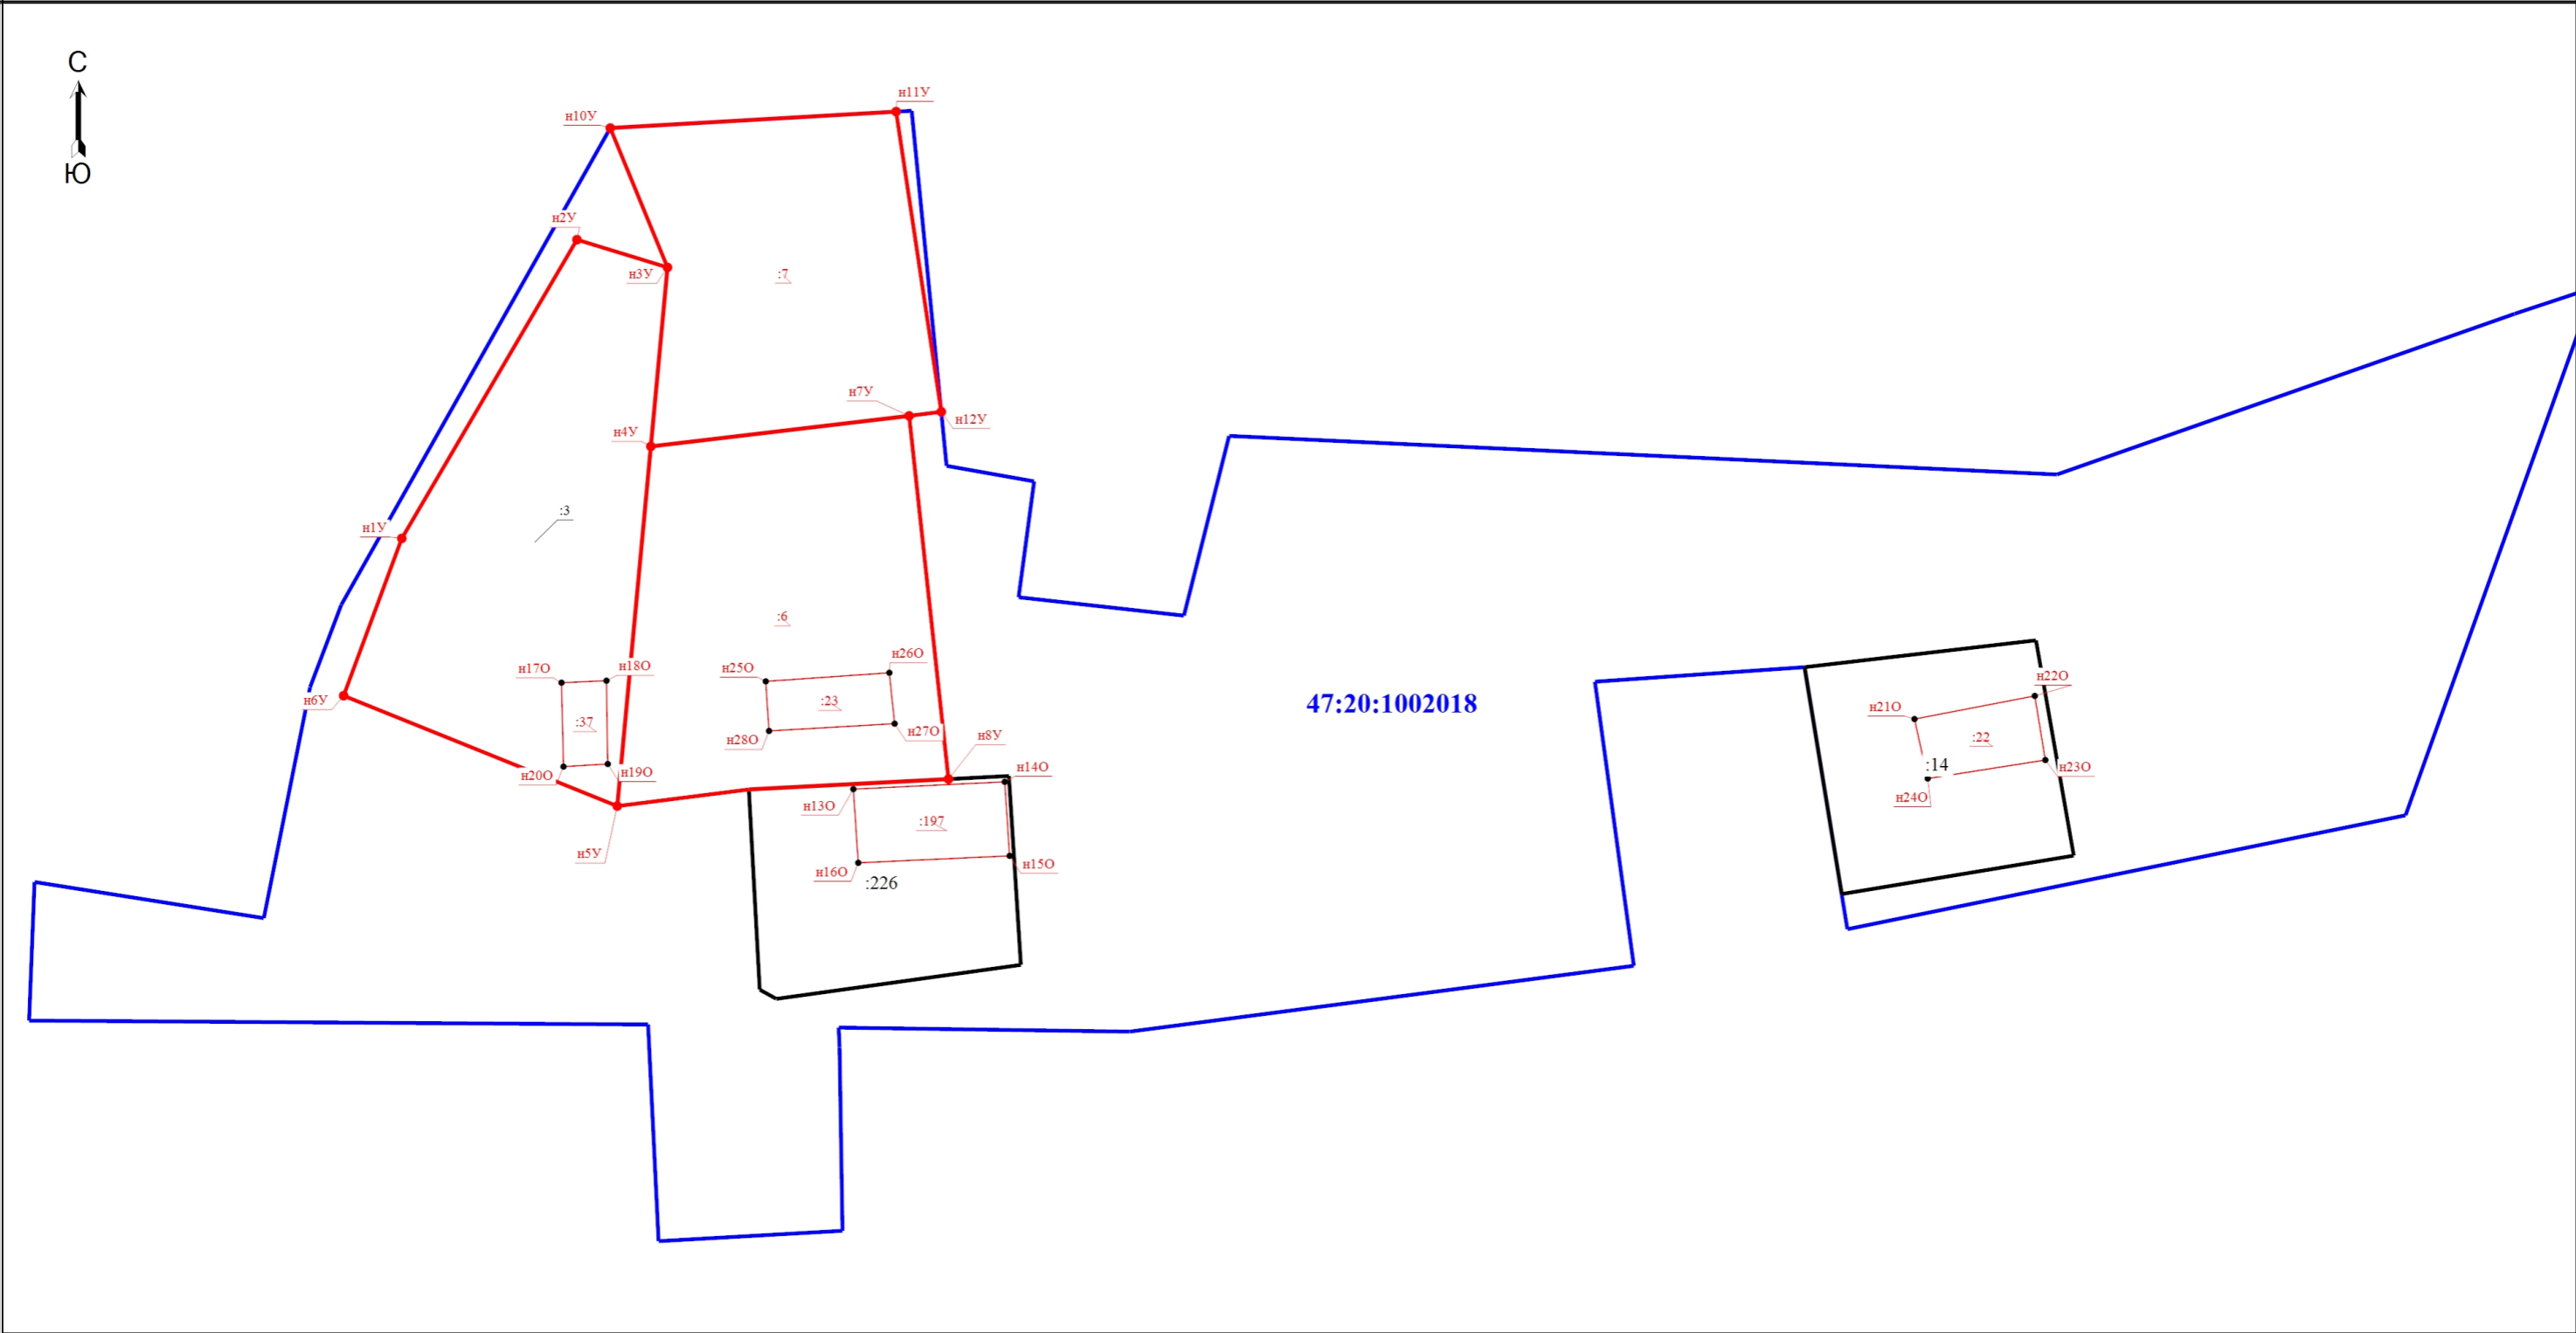 С
Ю
н11У
н10У
н2У
н3У
:7
н7У
н12У
н4У
:3
н1У
:6
н26О
н17О
н18О
н25О
н22О
н6У
:23
47:20:1002018
н21О
:37
н28О
н27О
н8У
:22
н20О
н19О
н14О
:14
н23О
н13О
н24О
:197
н5У
н16О
н15О
:226